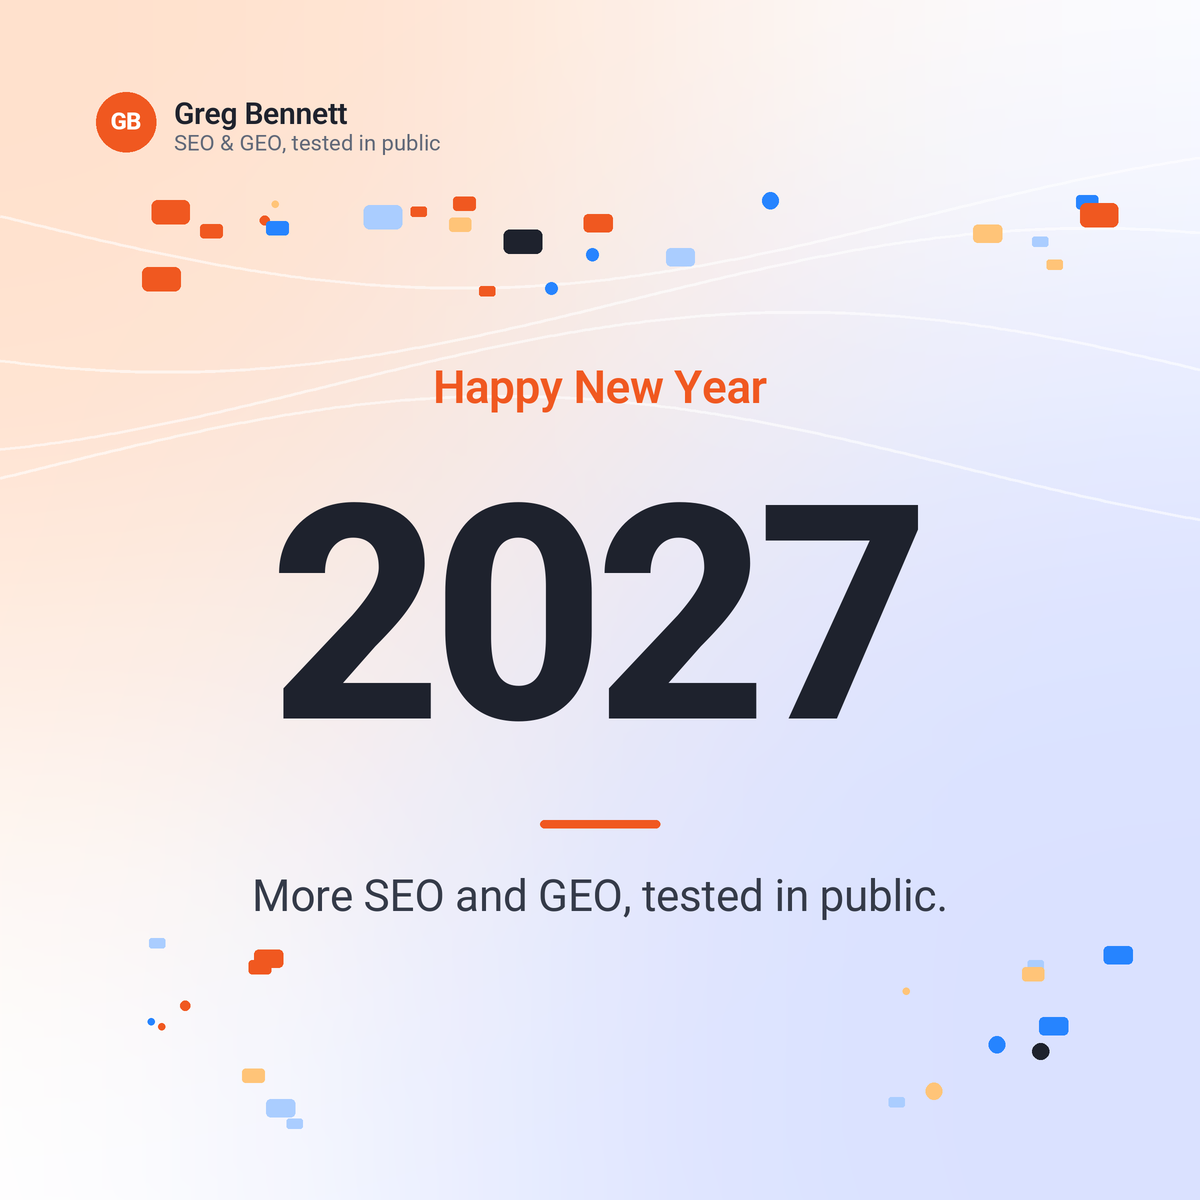 GB
Greg Bennett
SEO & GEO, tested in public
Happy New Year
2027
More SEO and GEO, tested in public.